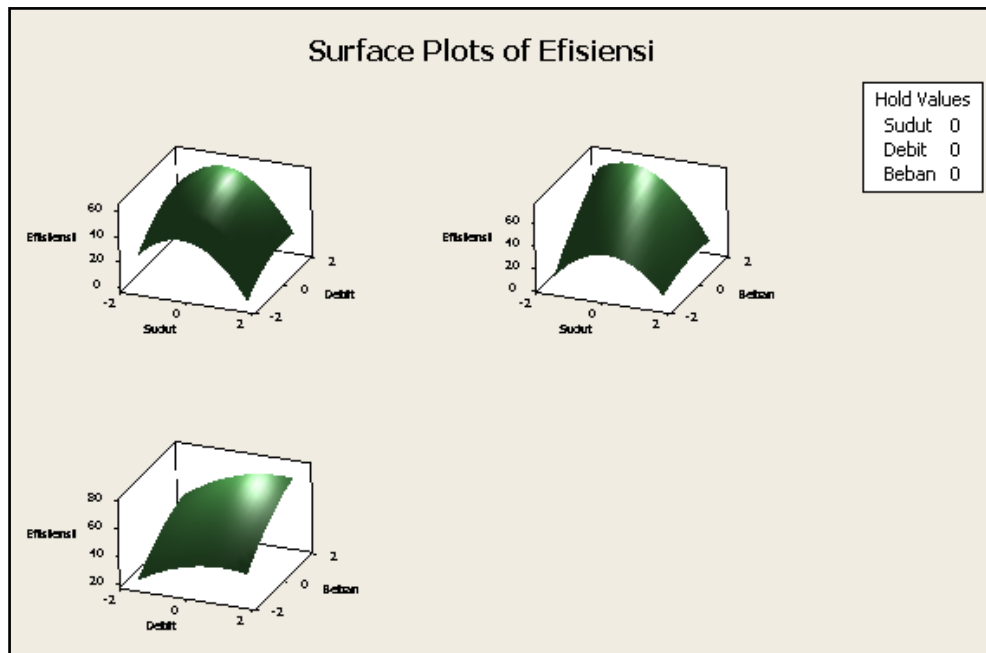 Surface Plots of Efisiensi
Hold Values
Sudut 0
Debit 0
Beban 0
60
40
20
0
Efisiensi
-2
0
2
Sudut
-2
0
2
Debit
60
40
20
0
Efisiensi
-2
0
2
Sudut
-2
0
2
Beban
80
60
40
20
Efisiensi
-2
0
2
Debit
-2
0
2
Beban